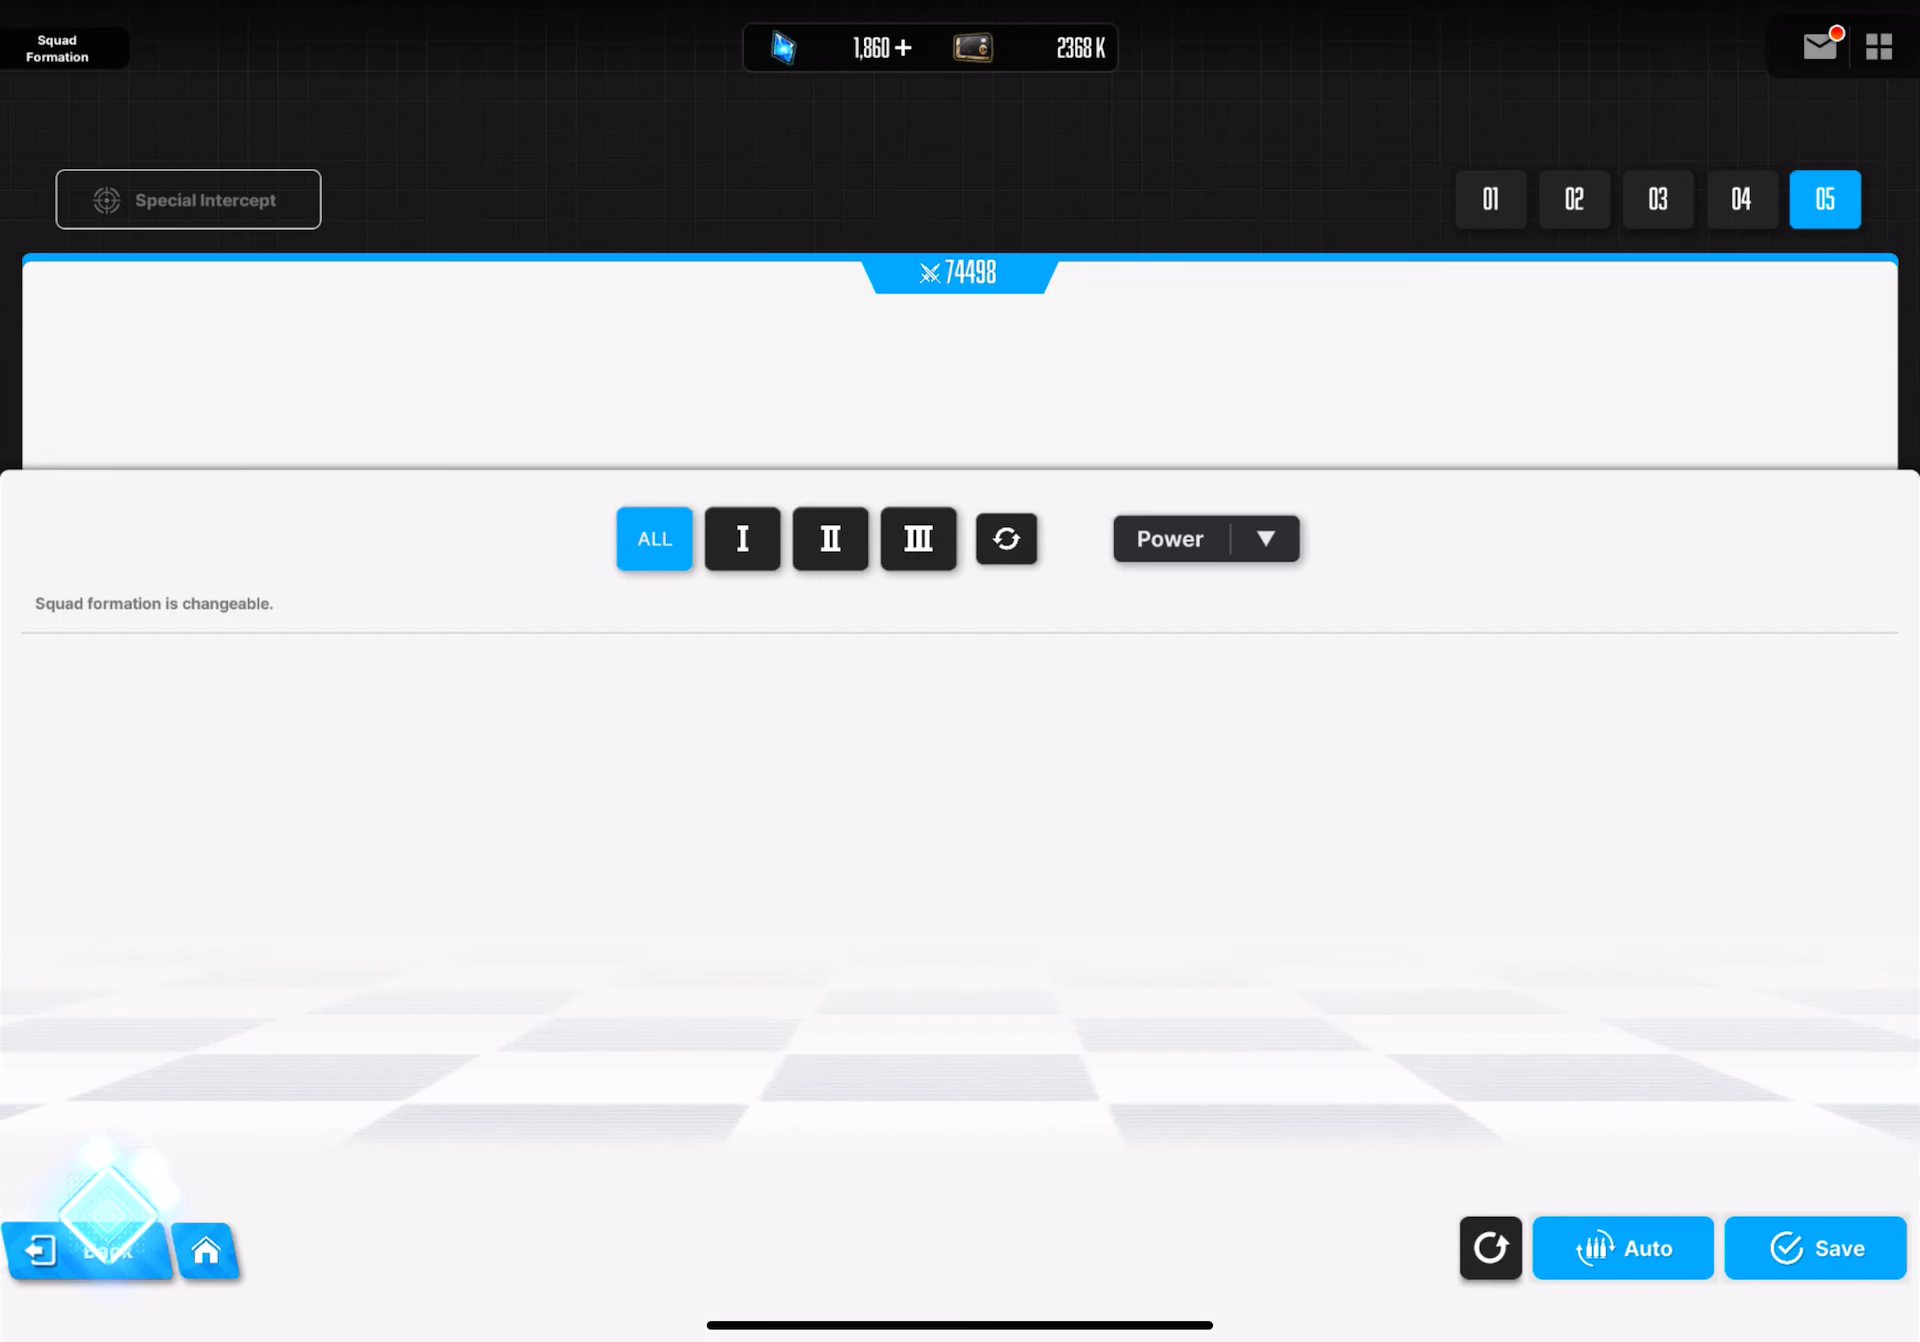 Squad
Formation
1,860 +
2368 K
Special Intercept
01
02
03
04
05
74498
ALL
I
II
III
Power
Squad formation is changeable.
Back
Auto
Save